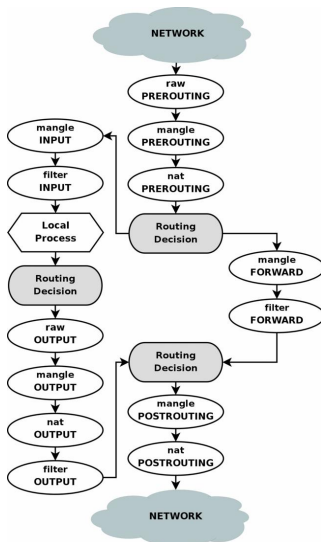 NETWORK
raw
PREROUTING
mangle
PREROUTING
nat
PREROUTING
Routing
Decision
mangle
INPUT
filter
INPUT
Local
Process
Routing
Decision
raw
OUTPUT
mangle
OUTPUT
nat
OUTPUT
filter
OUTPUT
mangle
FORWARD
filter
FORWARD
Routing
Decision
mangle
POSTROUTING
nat
POSTROUTING
NETWORK